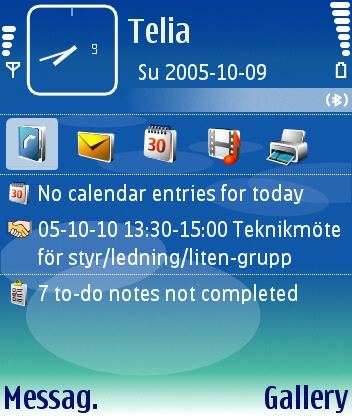 Telia
9
Su 2005-10-09
30
30
No calendar entries for today
05-10-10 13:30-15:00 Teknikmöte
för styr/ledning/liten-grupp
7 to-do notes not completed
Messag. Gallery